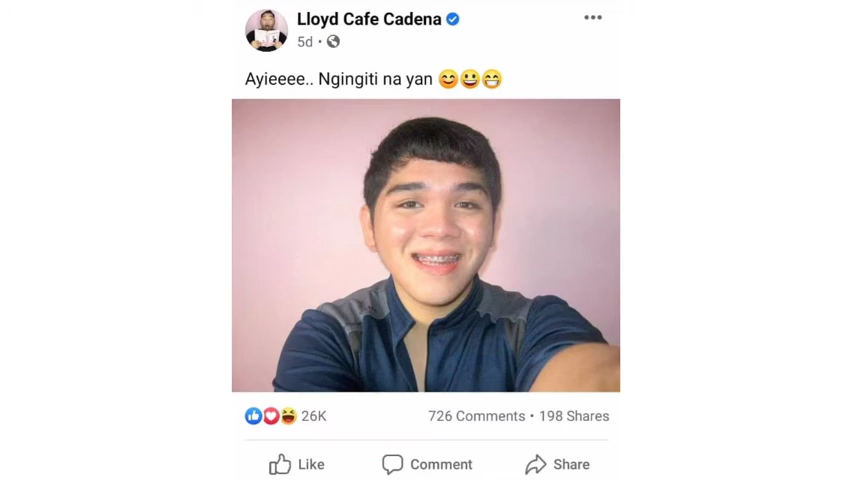 Lloyd Cafe Cadena
5d ·
Ayieeee.. Ngingiti na yan 😊😃😁
26K
726 Comments • 198 Shares
Like
Comment
Share